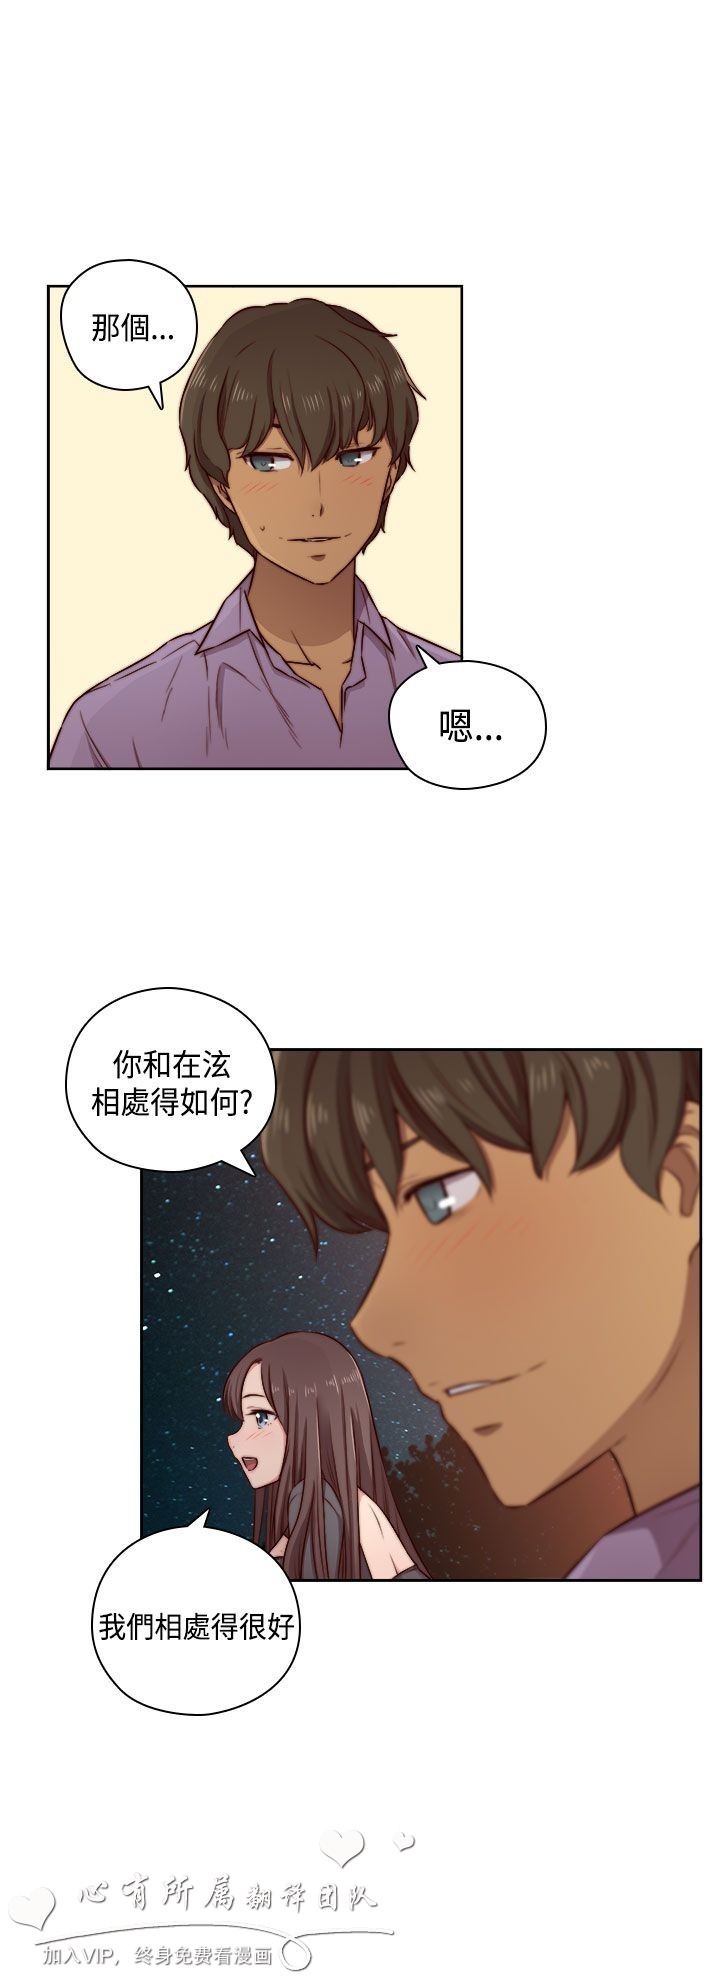 那個...
嗯...
你和在泫
相處得如何?
我們相處得很好
心有所属翻译团队
加入VIP，终身免费看漫画